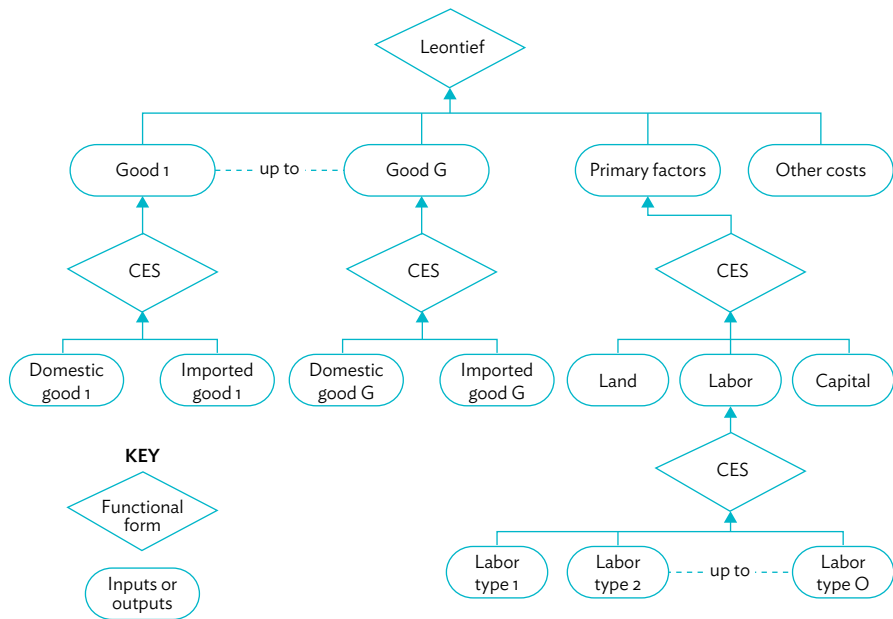 Leontief
Good 1
up to
Good G
Primary factors
Other costs
CES
CES
CES
Domestic
good 1
Imported
good 1
Domestic
good G
Imported
good G
Land
Labor
Capital
KEY
CES
Functional
form
Labor
type 1
Labor
type 2
up to
Labor
type O
Inputs or
outputs